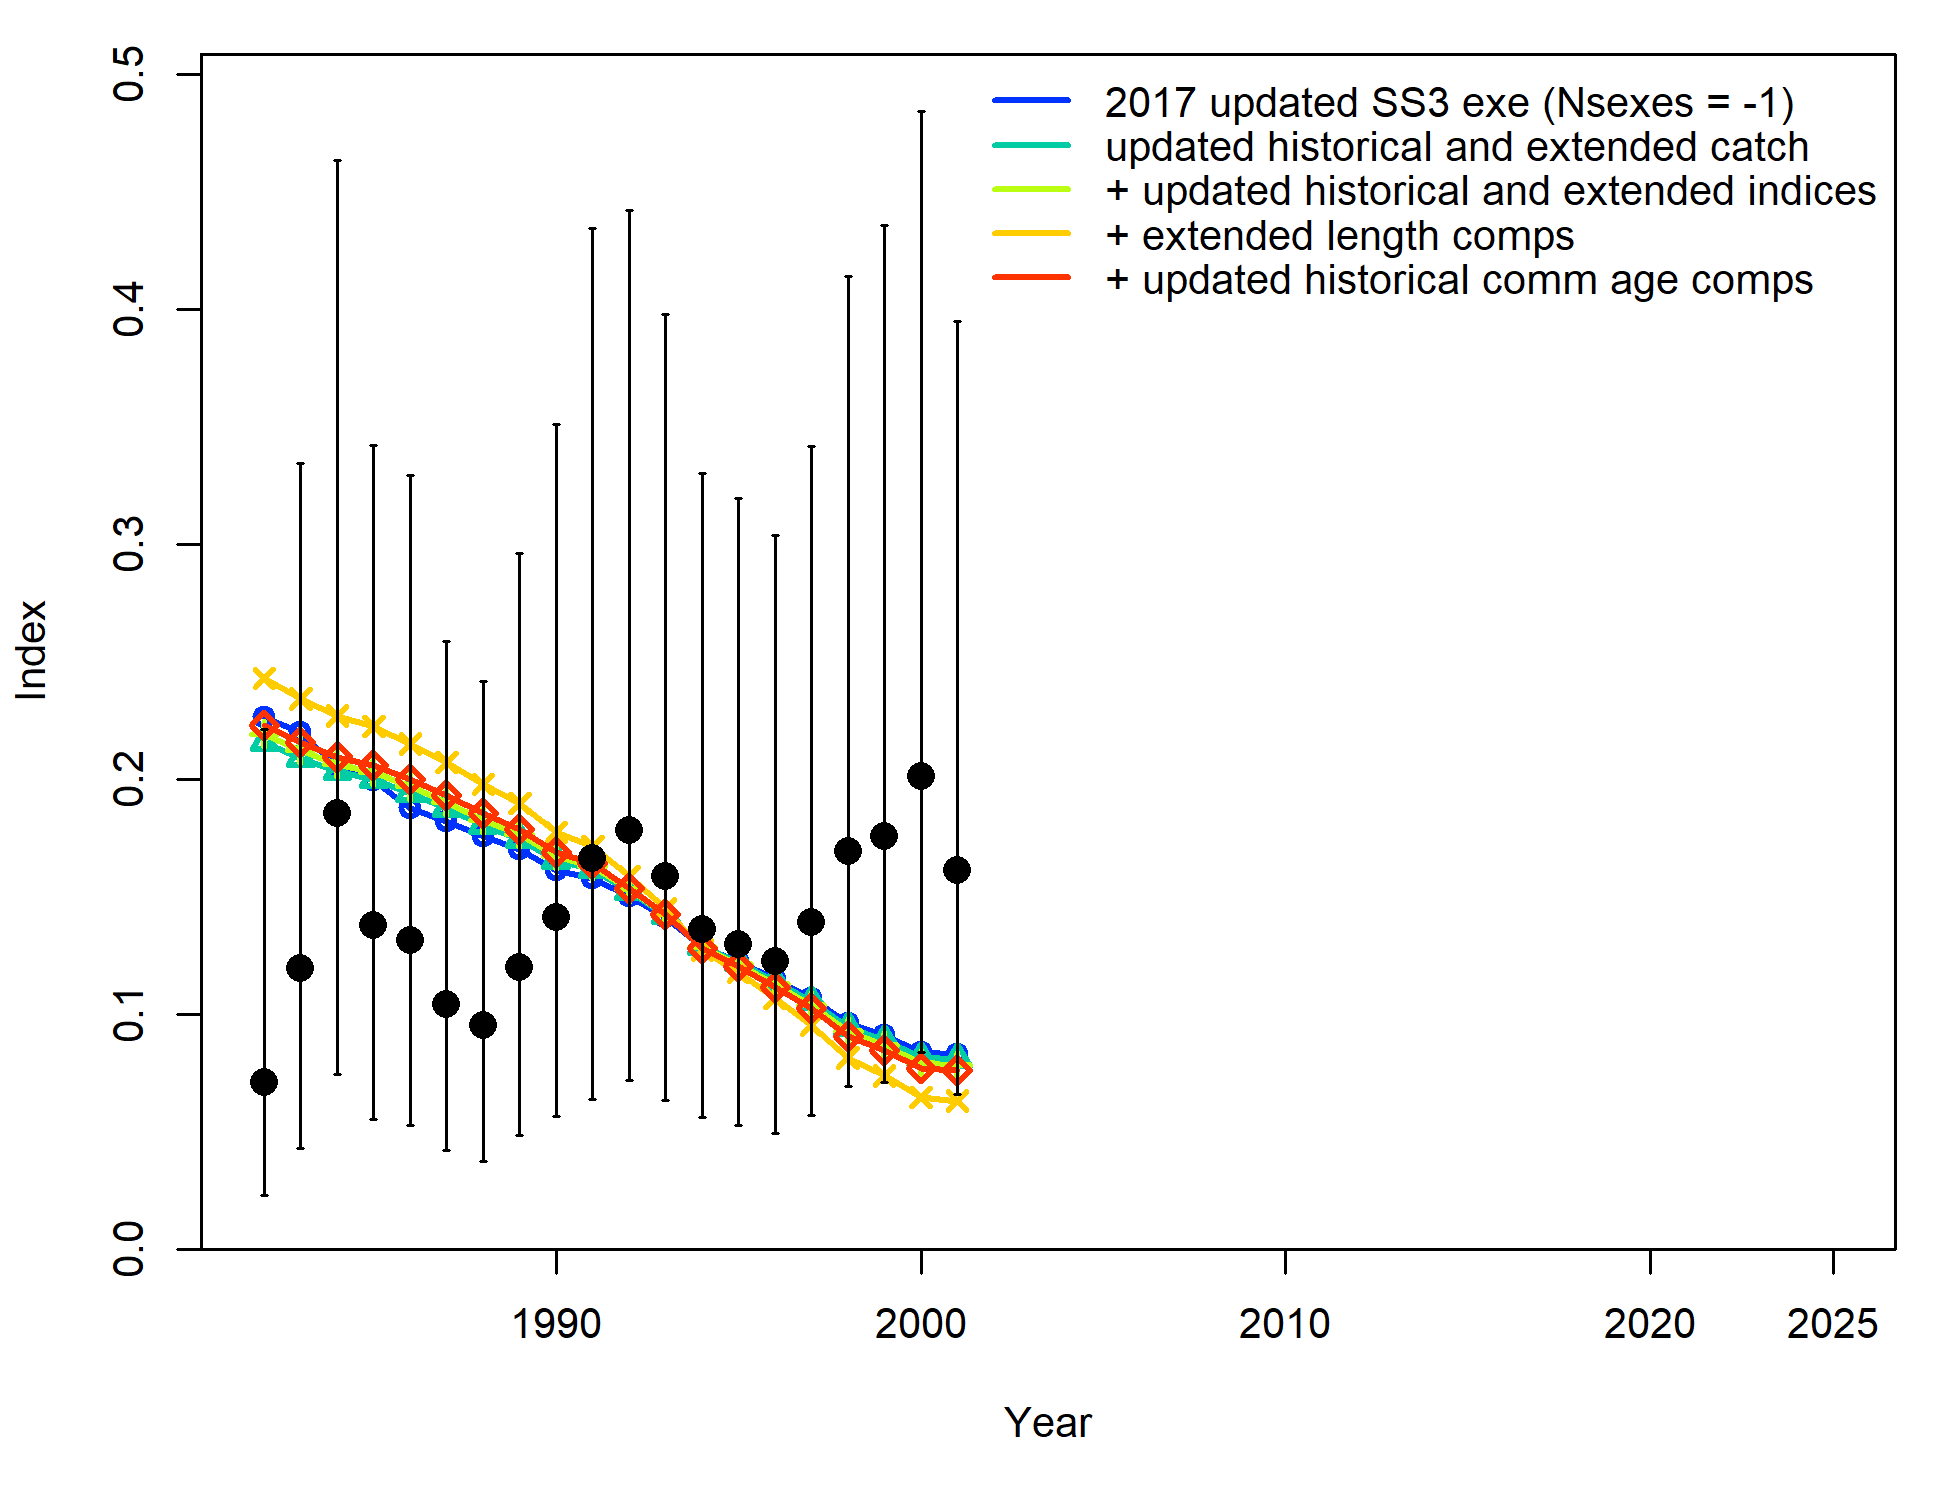 2017 updated SS3 exe (Nsexes = -1)
updated historical and extended catch
+ updated historical and extended indices
+ extended length comps
+ updated historical comm age comps
0.5
0.4
0.3
0.2
0.1
0.0
Index
1990 2000 2010 2020 2025
Year